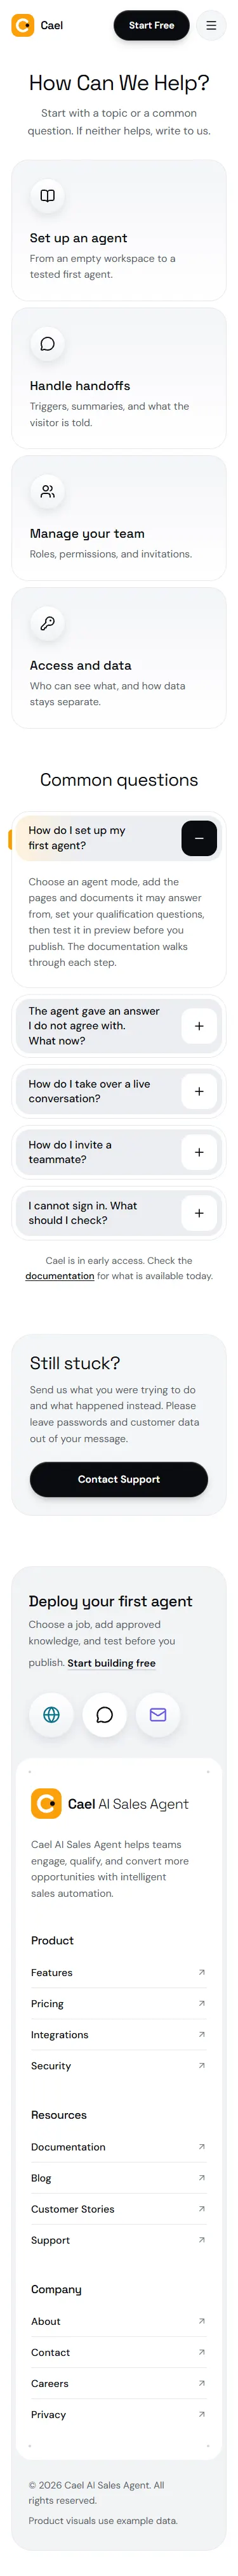 Cael
Start Free
How Can We Help?
Start with a topic or a common
question. If neither helps, write to us.
Set up an agent
From an empty workspace to a
tested first agent.
Handle handoffs
Triggers, summaries, and what the
visitor is told.
Manage your team
Roles, permissions, and invitations.
Access and data
Who can see what, and how data
stays separate.
Common questions
How do I set up my
first agent?
Choose an agent mode, add the
pages and documents it may answer
from, set your qualification questions,
then test it in preview before you
publish. The documentation walks
through each step.
The agent gave an answer
I do not agree with.
What now?
How do I take over a live
conversation?
How do I invite a
teammate?
I cannot sign in. What
should I check?
Cael is in early access. Check the
documentation for what is available today.
Still stuck?
Send us what you were trying to do
and what happened instead. Please
leave passwords and customer data
out of your message.
Contact Support
Deploy your first agent
Choose a job, add approved
knowledge, and test before you
publish. Start building free
Cael AI Sales Agent
Cael AI Sales Agent helps teams
engage, qualify, and convert more
opportunities with intelligent
sales automation.
Product
Features
Pricing
Integrations
Security
Resources
Documentation
Blog
Customer Stories
Support
Company
About
Contact
Careers
Privacy
© 2026 Cael AI Sales Agent. All
rights reserved.
Product visuals use example data.